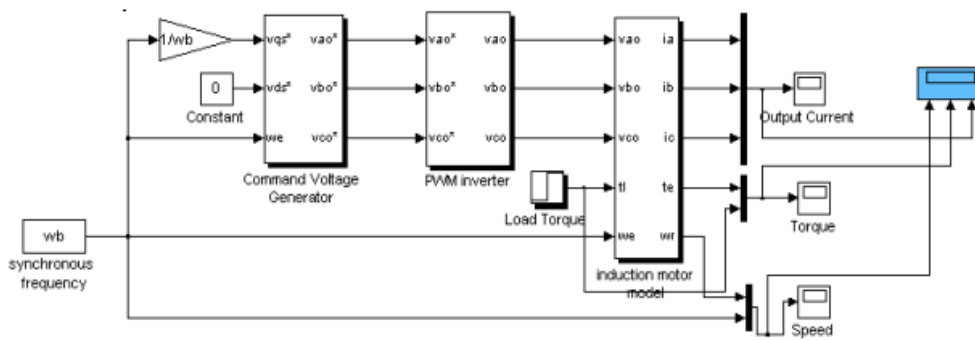 1/wb
vqs*
vao*
vao*
vao
vao
ia
0
vds*
vbo*
vbo*
vbo
vbo
ib
Constant
Output Current
we
vco*
vco*
vco
vco
ic
Command Voltage
Generator
PWM inverter
tl
te
Load Torque
Torque
wb
we
wr
synchronous
frequency
induction motor
model
Speed